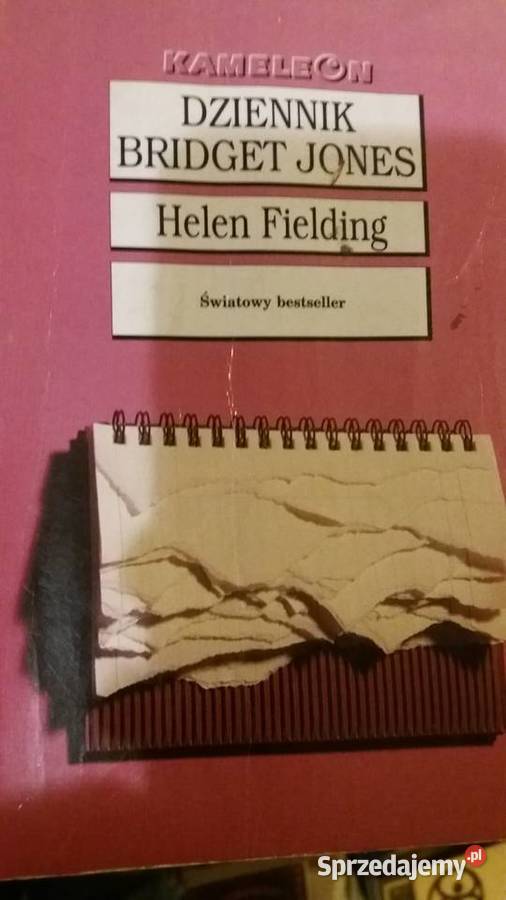 KAMELEON
DZIENNIK
BRIDGET JONES
Helen Fielding
Światowy bestseller
Sprzedajemy.pl